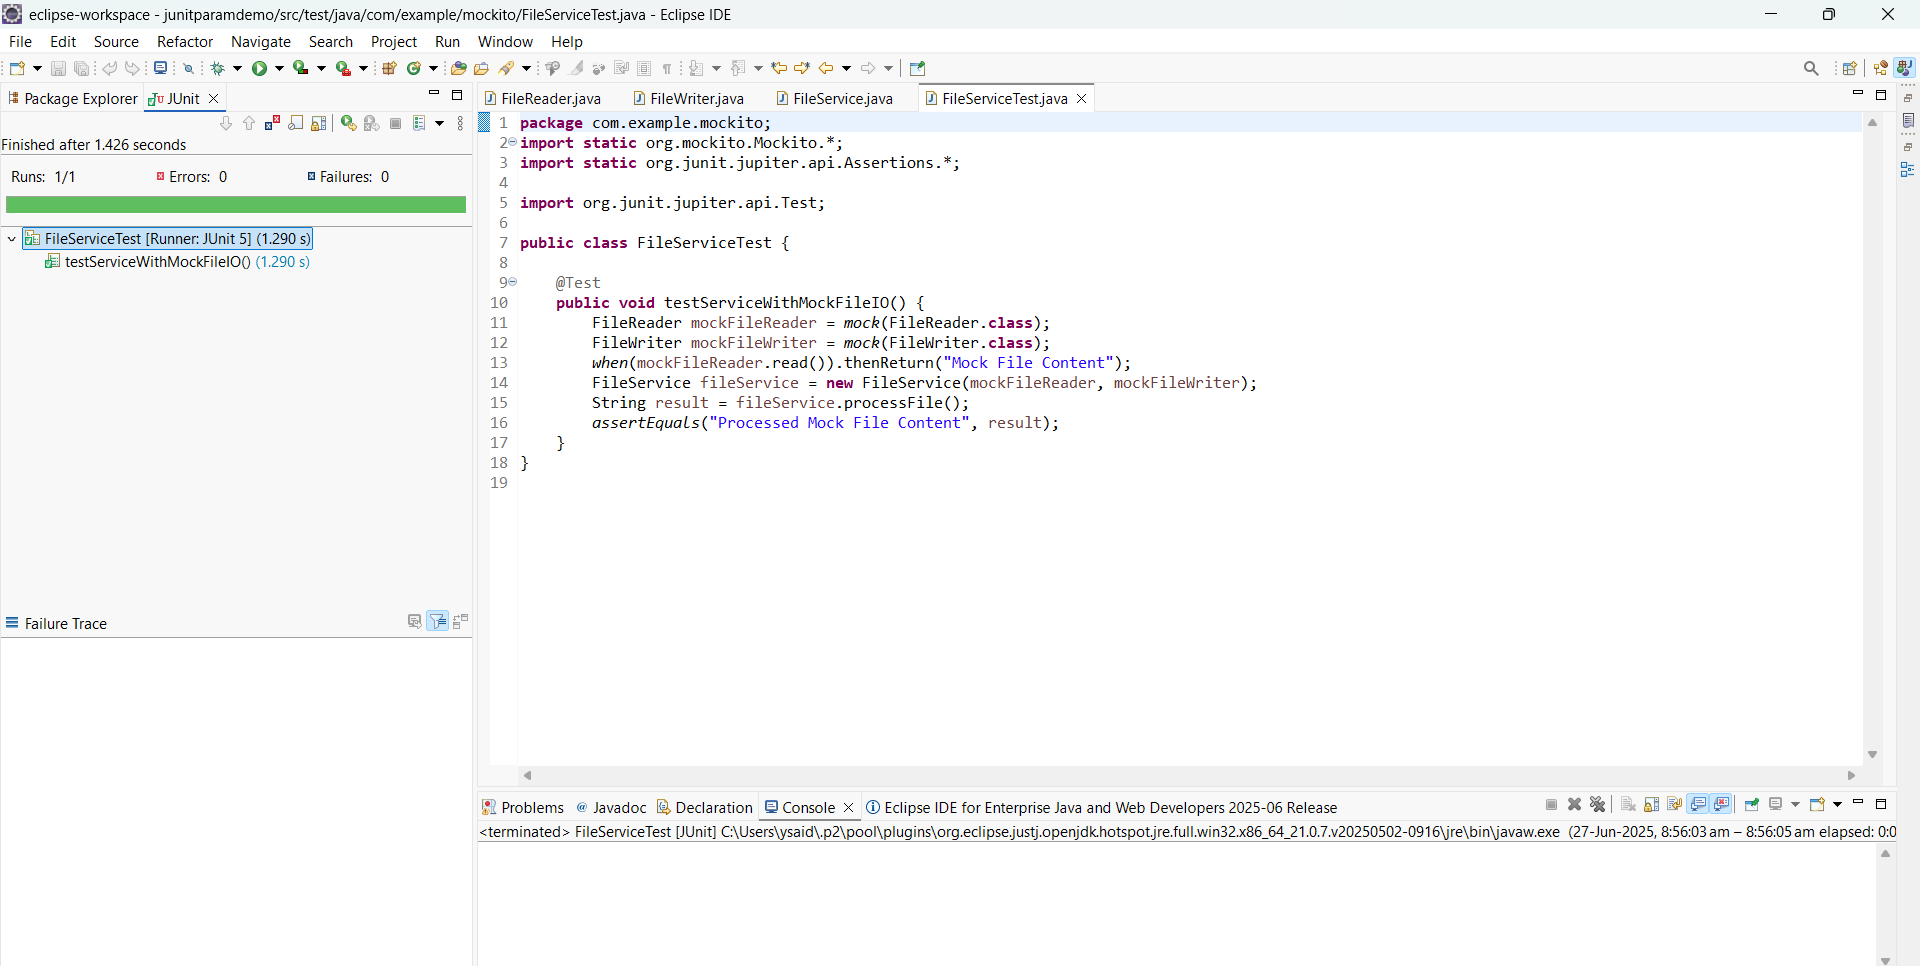 eclipse-workspace - junitparamdemo/src/test/java/com/example/mockito/FileServiceTest.java - Eclipse IDE
File Edit Source Refactor Navigate Search Project Run Window Help
Package Explorer JUnit
Finished after 1.426 seconds
Runs: 1/1 Errors: 0 Failures: 0
FileServiceTest [Runner: JUnit 5] (1.290 s)
testServiceWithMockFileIO() (1.290 s)
Failure Trace
FileReader.java FileWriter.java FileService.java FileServiceTest.java
1 package com.example.mockito;
2 import static org.mockito.Mockito.*;
3 import static org.junit.jupiter.api.Assertions.*;
4
5 import org.junit.jupiter.api.Test;
6
7 public class FileServiceTest {
8
9     @Test
10     public void testServiceWithMockFileIO() {
11         FileReader mockFileReader = mock(FileReader.class);
12         FileWriter mockFileWriter = mock(FileWriter.class);
13         when(mockFileReader.read()).thenReturn("Mock File Content");
14         FileService fileService = new FileService(mockFileReader, mockFileWriter);
15         String result = fileService.processFile();
16         assertEquals("Processed Mock File Content", result);
17     }
18 }
19
Problems @ Javadoc Declaration Console Eclipse IDE for Enterprise Java and Web Developers 2025-06 Release
<terminated> FileServiceTest [JUnit] C:\Users\ysaid\.p2\pool\plugins\org.eclipse.justj.openjdk.hotspot.jre.full.win32.x86_64_21.0.7.v20250502-0916\jre\bin\javaw.exe (27-Jun-2025, 8:56:03 am – 8:56:05 am elapsed: 0:0